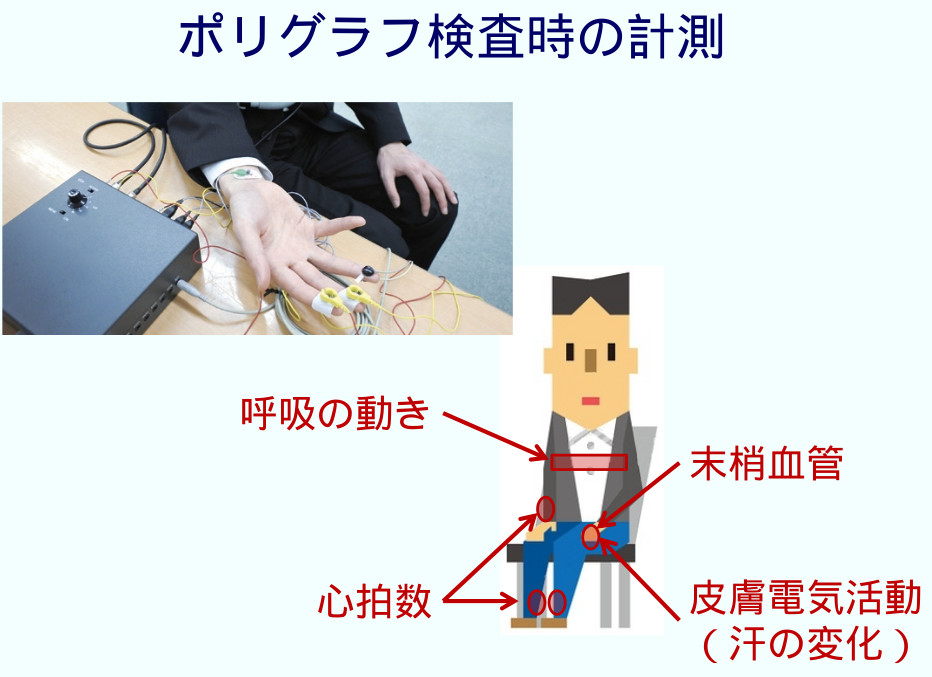 ポリグラフ検査時の計測
呼吸の動き
末梢血管
心拍数
皮膚電気活動
（汗の変化）